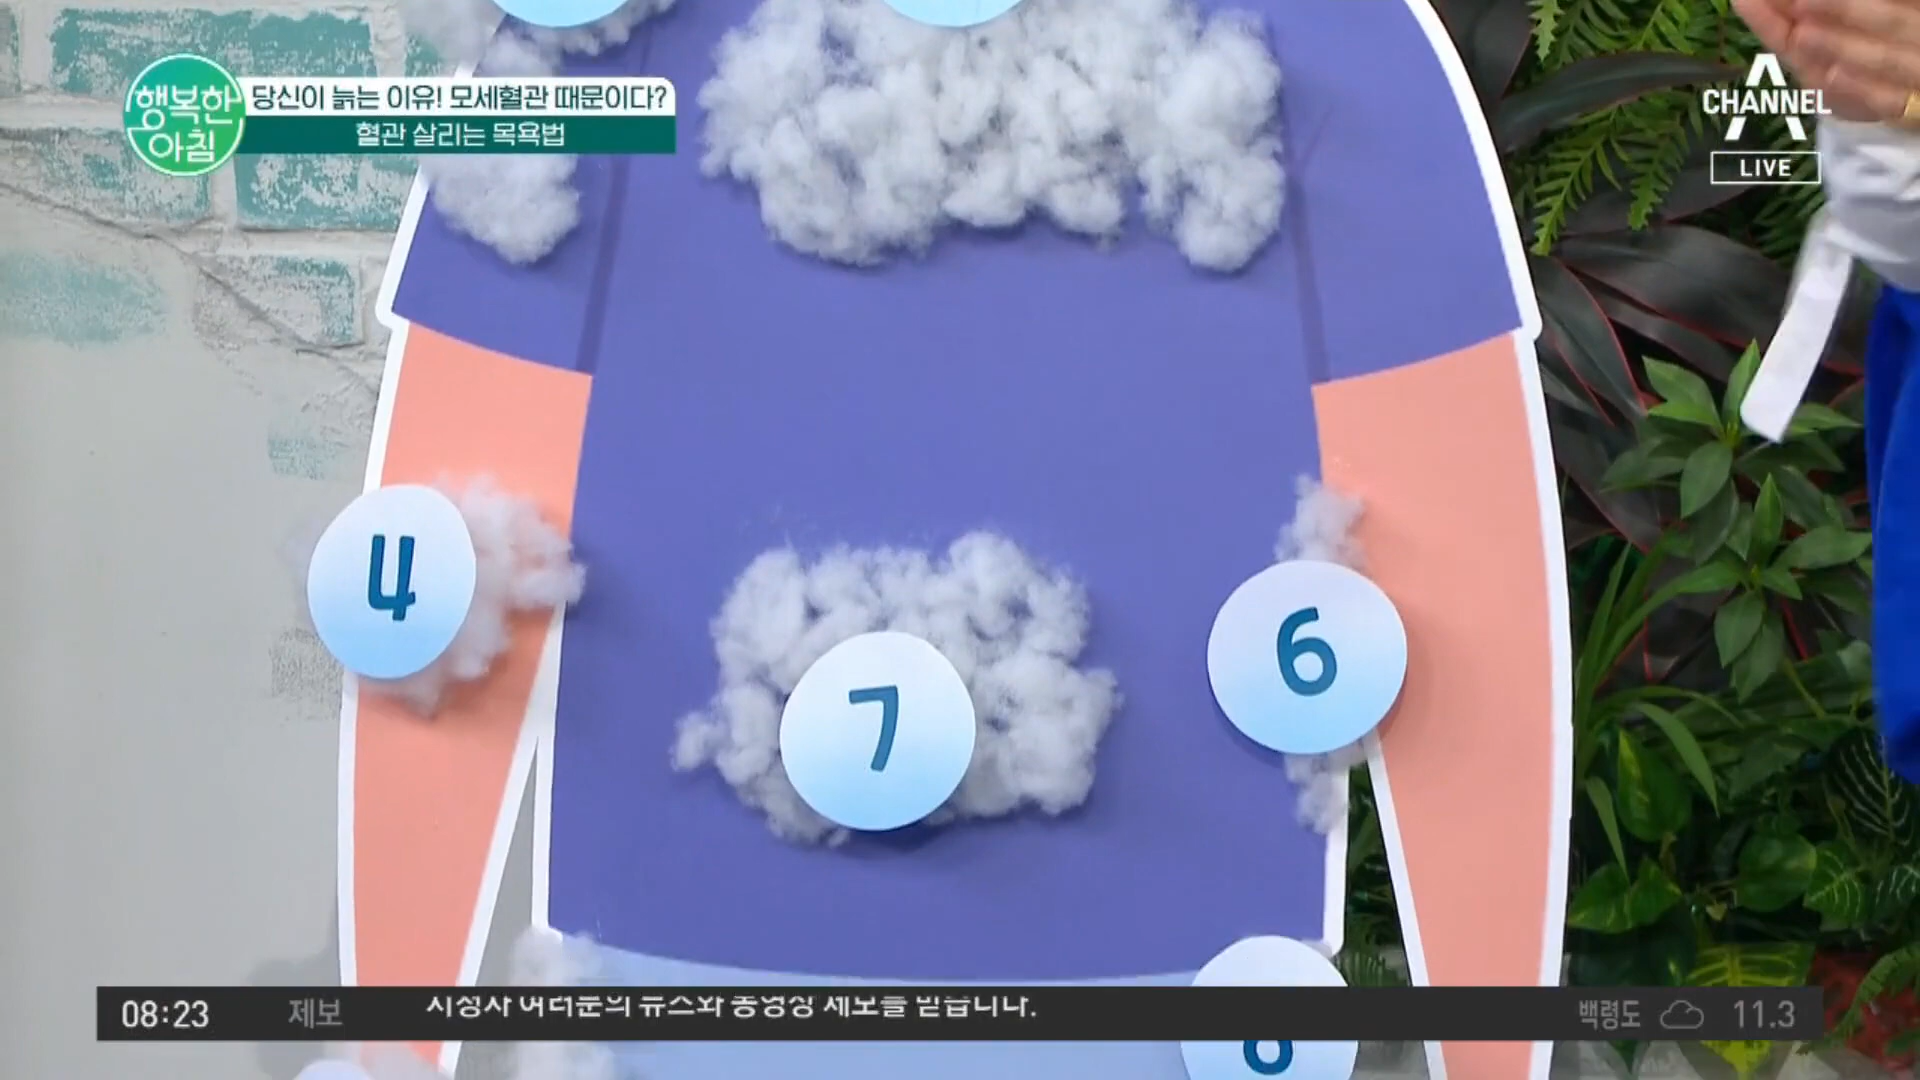 행복한
아침
당신이 늙는 이유! 모세혈관 때문이다?
혈관 살리는 목욕법
CHANNEL A
LIVE
4
6
7
8
08:23 제보 시청자 여러분의 뉴스와 동영상 제보를 받습니다. 백령도 11.3